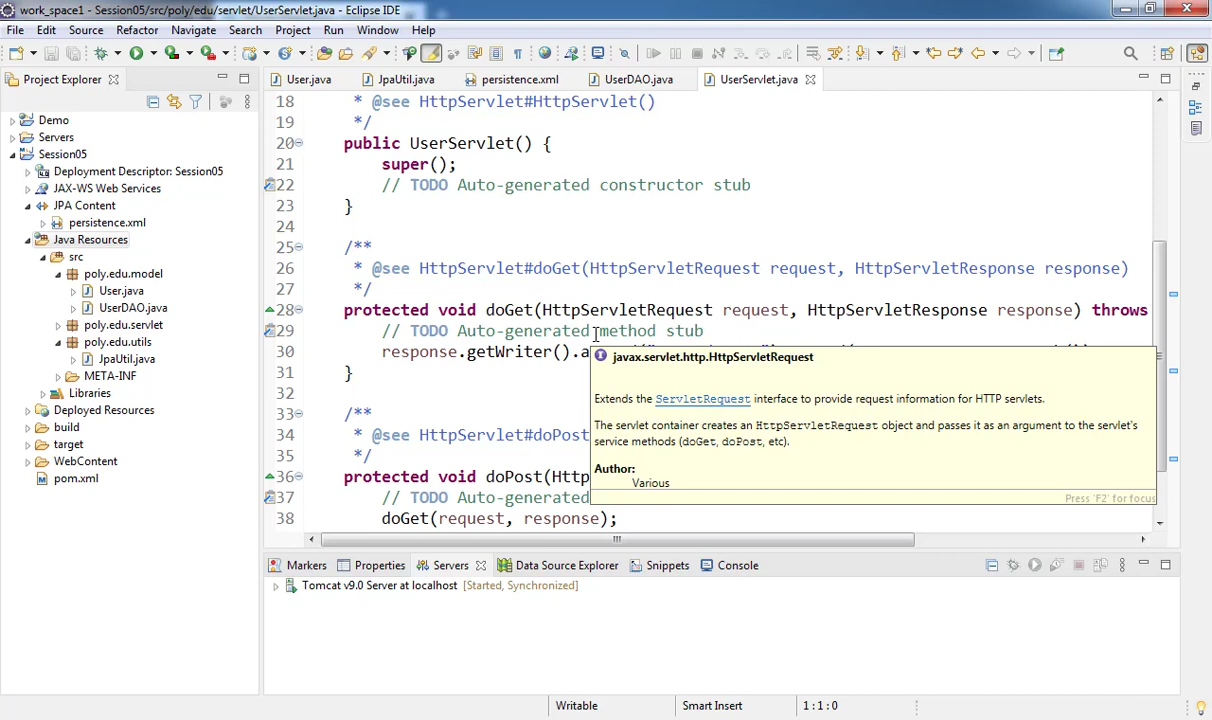 work_space1 - Session05/src/poly/edu/servlet/UserServlet.java - Eclipse IDE
File Edit Source Refactor Navigate Search Project Run Window Help
Project Explorer
User.java JpaUtil.java persistence.xml UserDAO.java UserServlet.java
Demo
Servers
Session05
Deployment Descriptor: Session05
JAX-WS Web Services
JPA Content
persistence.xml
Java Resources
src
poly.edu.model
User.java
UserDAO.java
poly.edu.servlet
poly.edu.utils
JpaUtil.java
META-INF
Libraries
Deployed Resources
build
target
WebContent
pom.xml
18 * @see HttpServlet#HttpServlet()
19 */
20 public UserServlet() {
21 super();
22 // TODO Auto-generated constructor stub
23 }
24
25 /**
26 * @see HttpServlet#doGet(HttpServletRequest request, HttpServletResponse response)
27 */
28 protected void doGet(HttpServletRequest request, HttpServletResponse response) throws
29 // TODO Auto-generated method stub
30 response.getWriter().a
31 }
32
33 /**
34 * @see HttpServlet#doPost
35 */
36 protected void doPost(Http
37 // TODO Auto-generated
38 doGet(request, response);
javax.servlet.http.HttpServletRequest
Extends the ServletRequest interface to provide request information for HTTP servlets.
The servlet container creates an HttpServletRequest object and passes it as an argument to the servlet's
service methods (doGet, doPost, etc).
Author:
Various
Press 'F2' for focus
Markers Properties Servers Data Source Explorer Snippets Console
Tomcat v9.0 Server at localhost [Started, Synchronized]
Writable Smart Insert 1:1:0